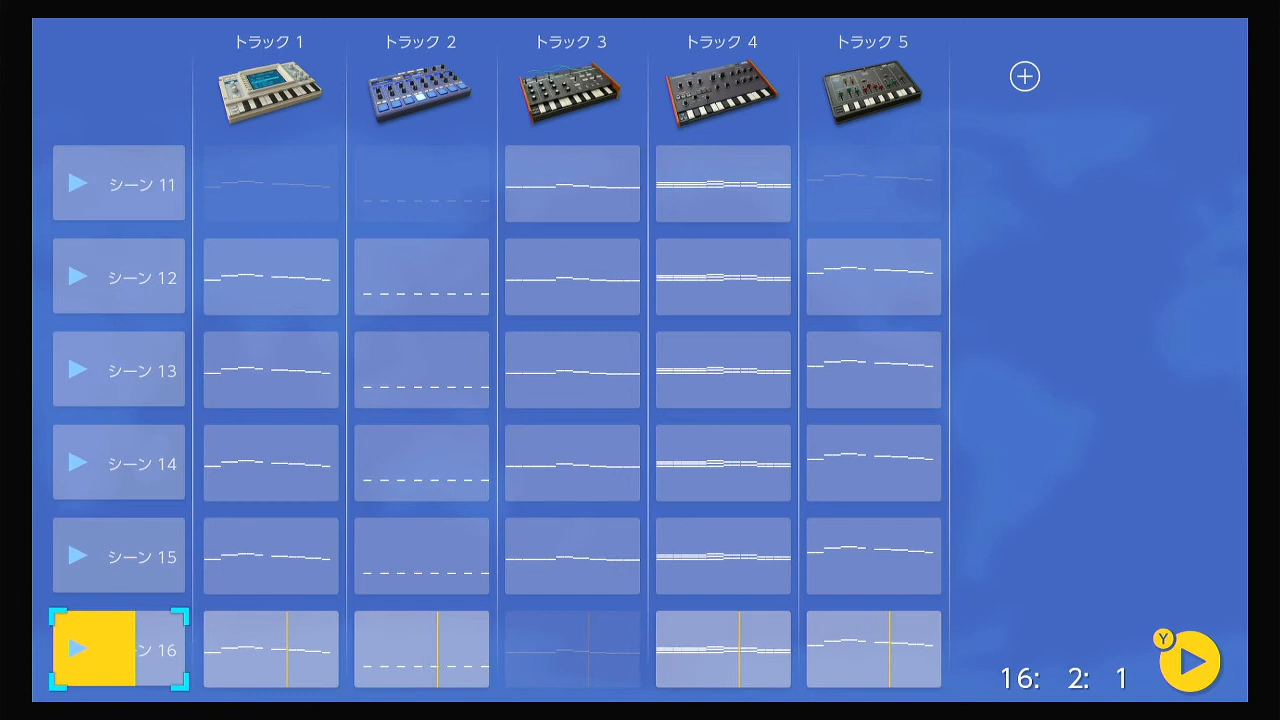 トラック 1 トラック 2 トラック 3 トラック 4 トラック 5
シーン 11
シーン 12
シーン 13
シーン 14
シーン 15
ン 16
Y
16: 2: 1